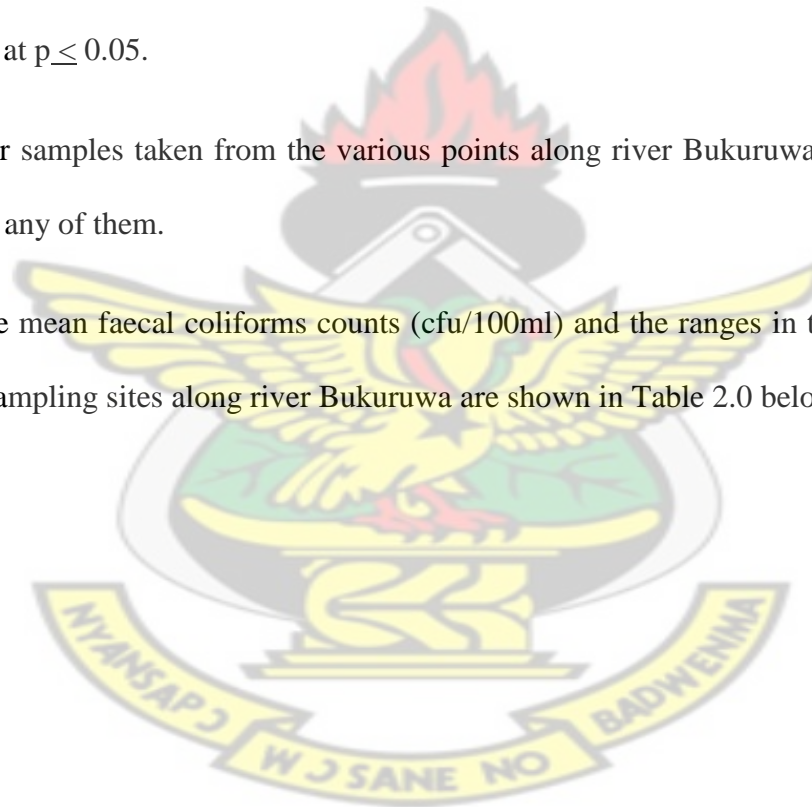 at p ≤ 0.05.
r samples taken from the various points along river Bukuruwa,
any of them.
e mean faecal coliforms counts (cfu/100ml) and the ranges in t
ampling sites along river Bukuruwa are shown in Table 2.0 belo
NYANSAPƆ
WƆ SANE NO
BADWENMA